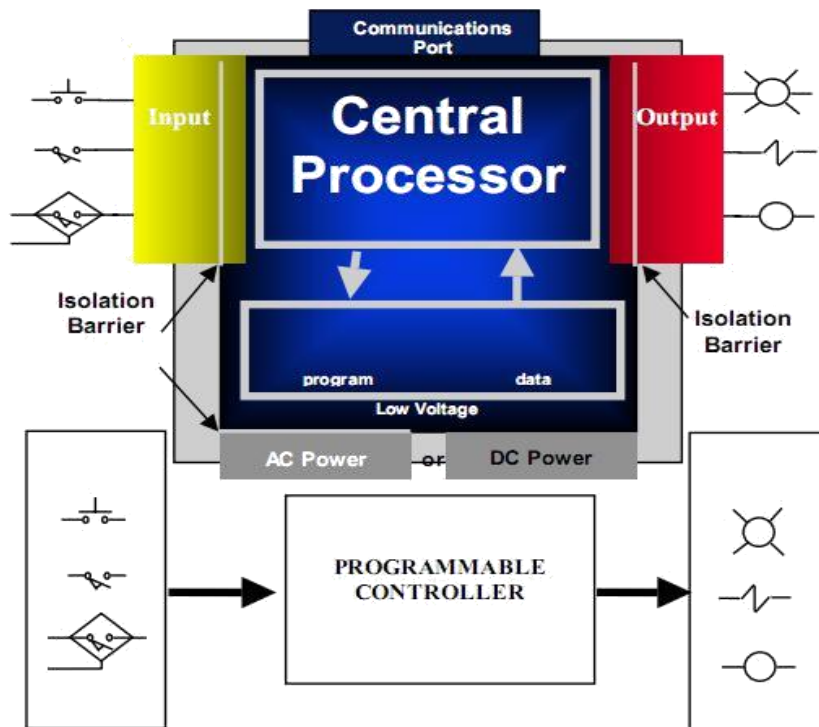 Communications
Port
Input
Central
Processor
Output
Isolation
Barrier
Isolation
Barrier
program data
Low Voltage
AC Power or DC Power
PROGRAMMABLE
CONTROLLER